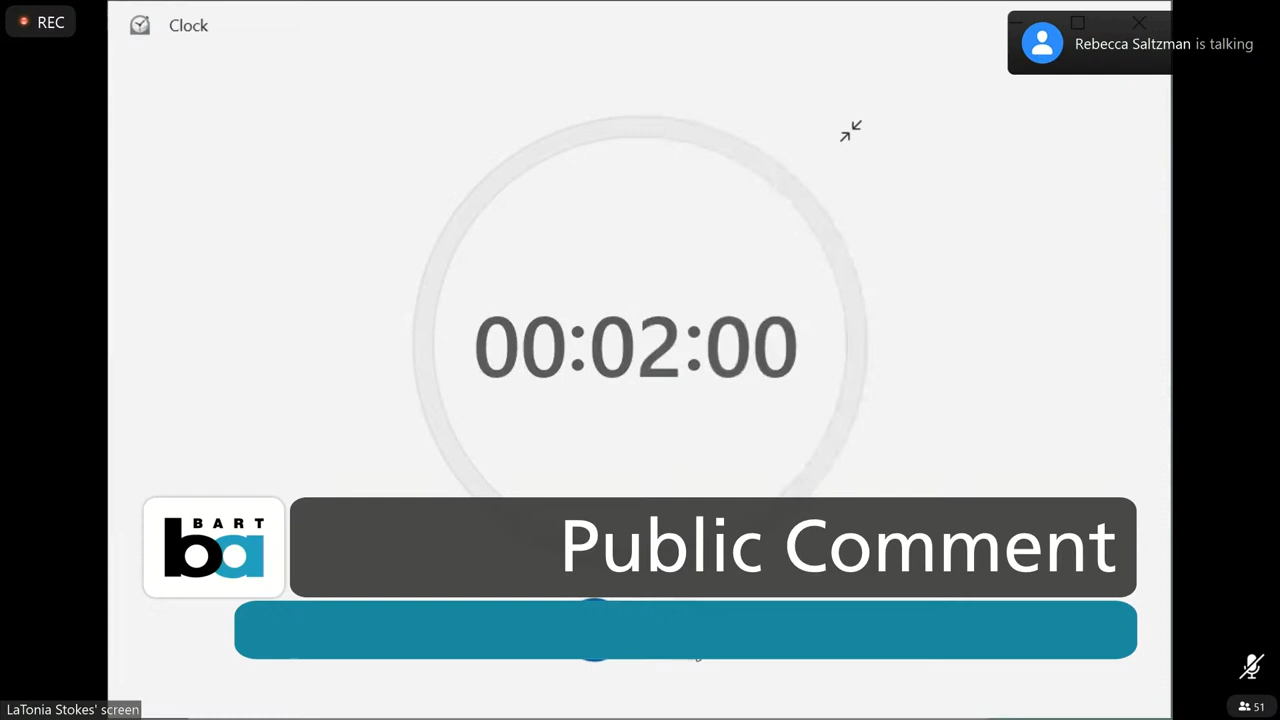 REC
Clock
Rebecca Saltzman is talking
00:02:00
BART
ba
Public Comment
LaTonia Stokes' screen
51